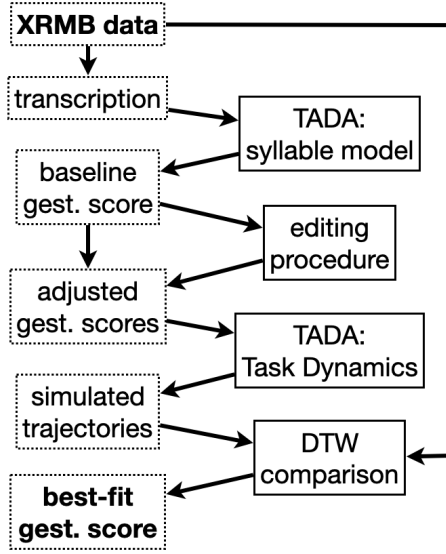 XRMB data
transcription
TADA:
syllable model
baseline
gest. score
editing
procedure
adjusted
gest. scores
TADA:
Task Dynamics
simulated
trajectories
DTW
comparison
best-fit
gest. score